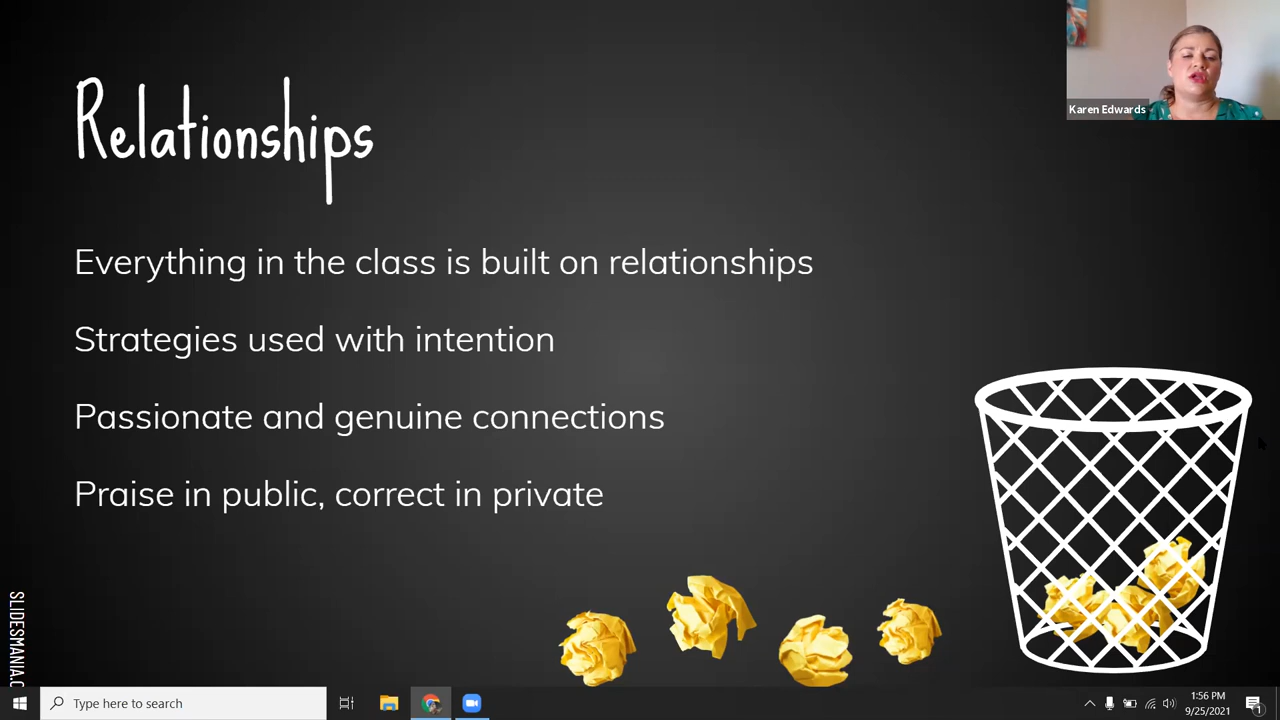 Relationships
Karen Edwards
Everything in the class is built on relationships
Strategies used with intention
Passionate and genuine connections
Praise in public, correct in private
SLIDESMANIA.C
Type here to search
1:56 PM
9/25/2021
1